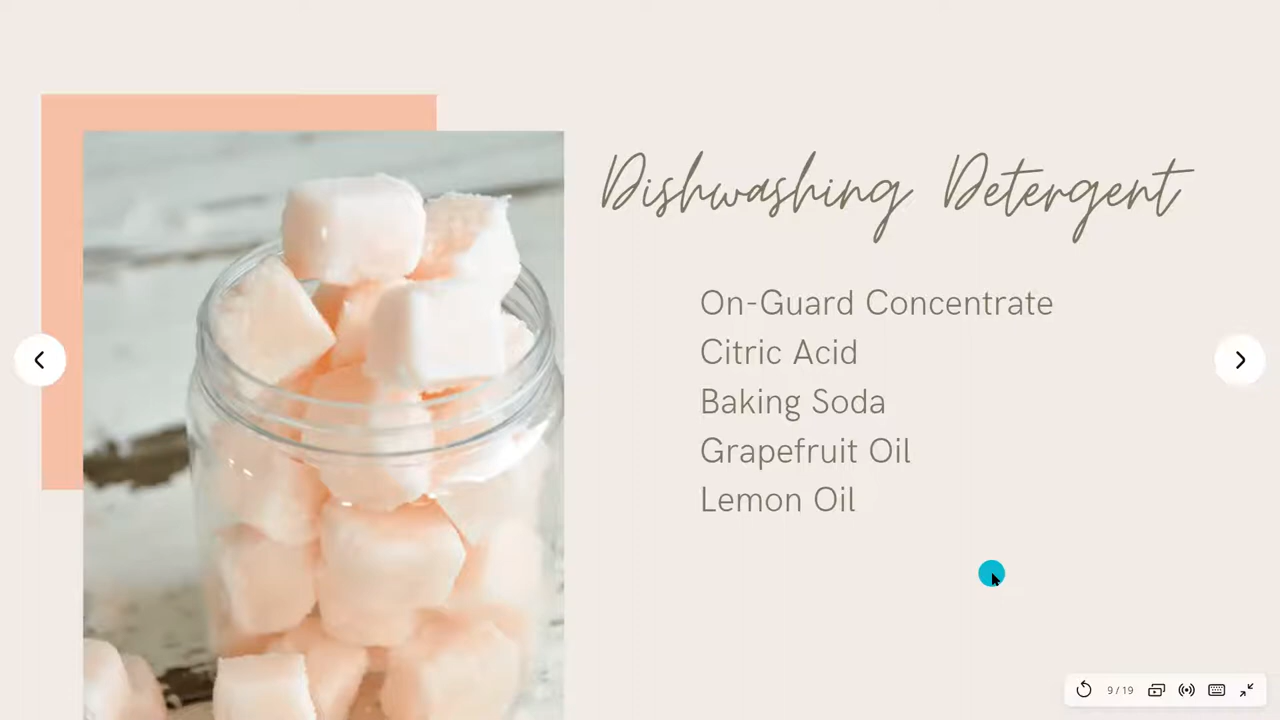 Dishwashing Detergent
On-Guard Concentrate
Citric Acid
Baking Soda
Grapefruit Oil
Lemon Oil
9 / 19